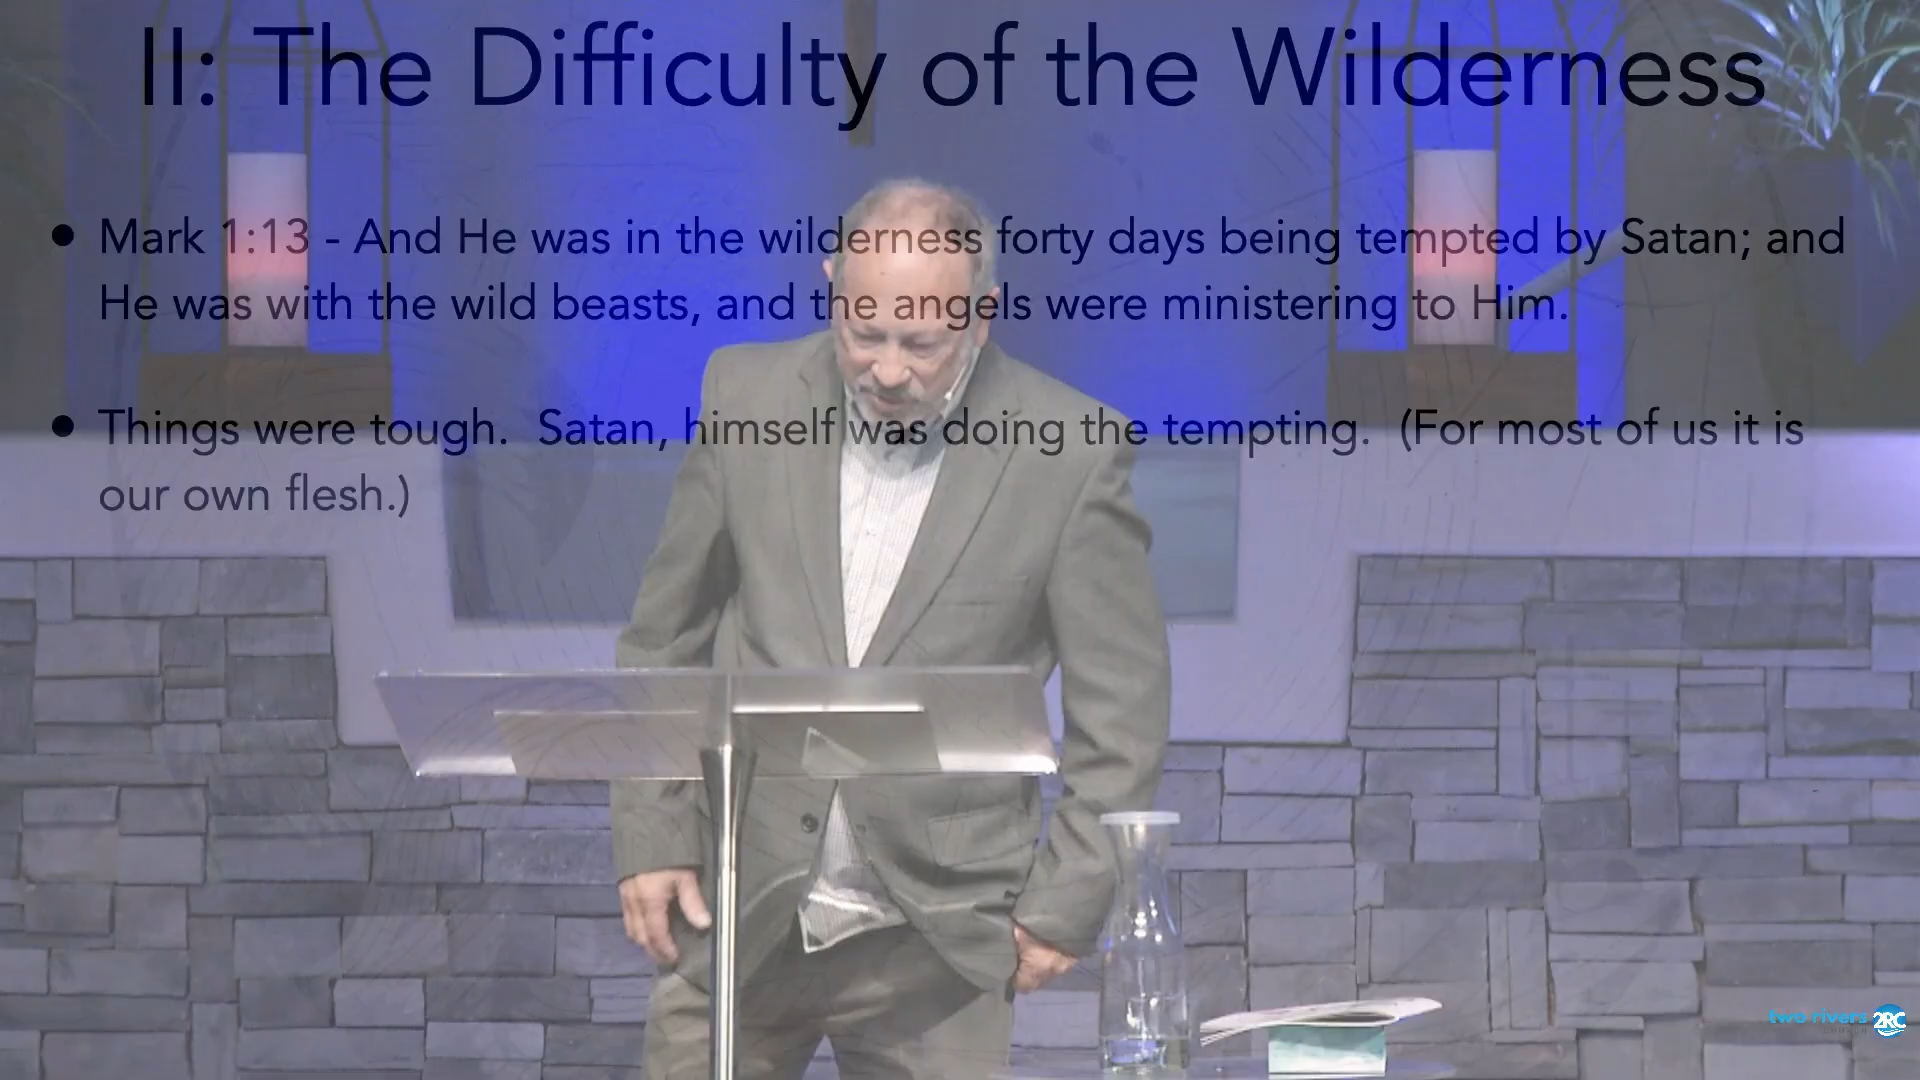 II: The Difficulty of the Wilderness
• Mark 1:13 - And He was in the wilderness forty days being tempted by Satan; and
He was with the wild beasts, and the angels were ministering to Him.
• Things were tough.  Satan, himself was doing the tempting.  (For most of us it is
our own flesh.)
two rivers 2RC